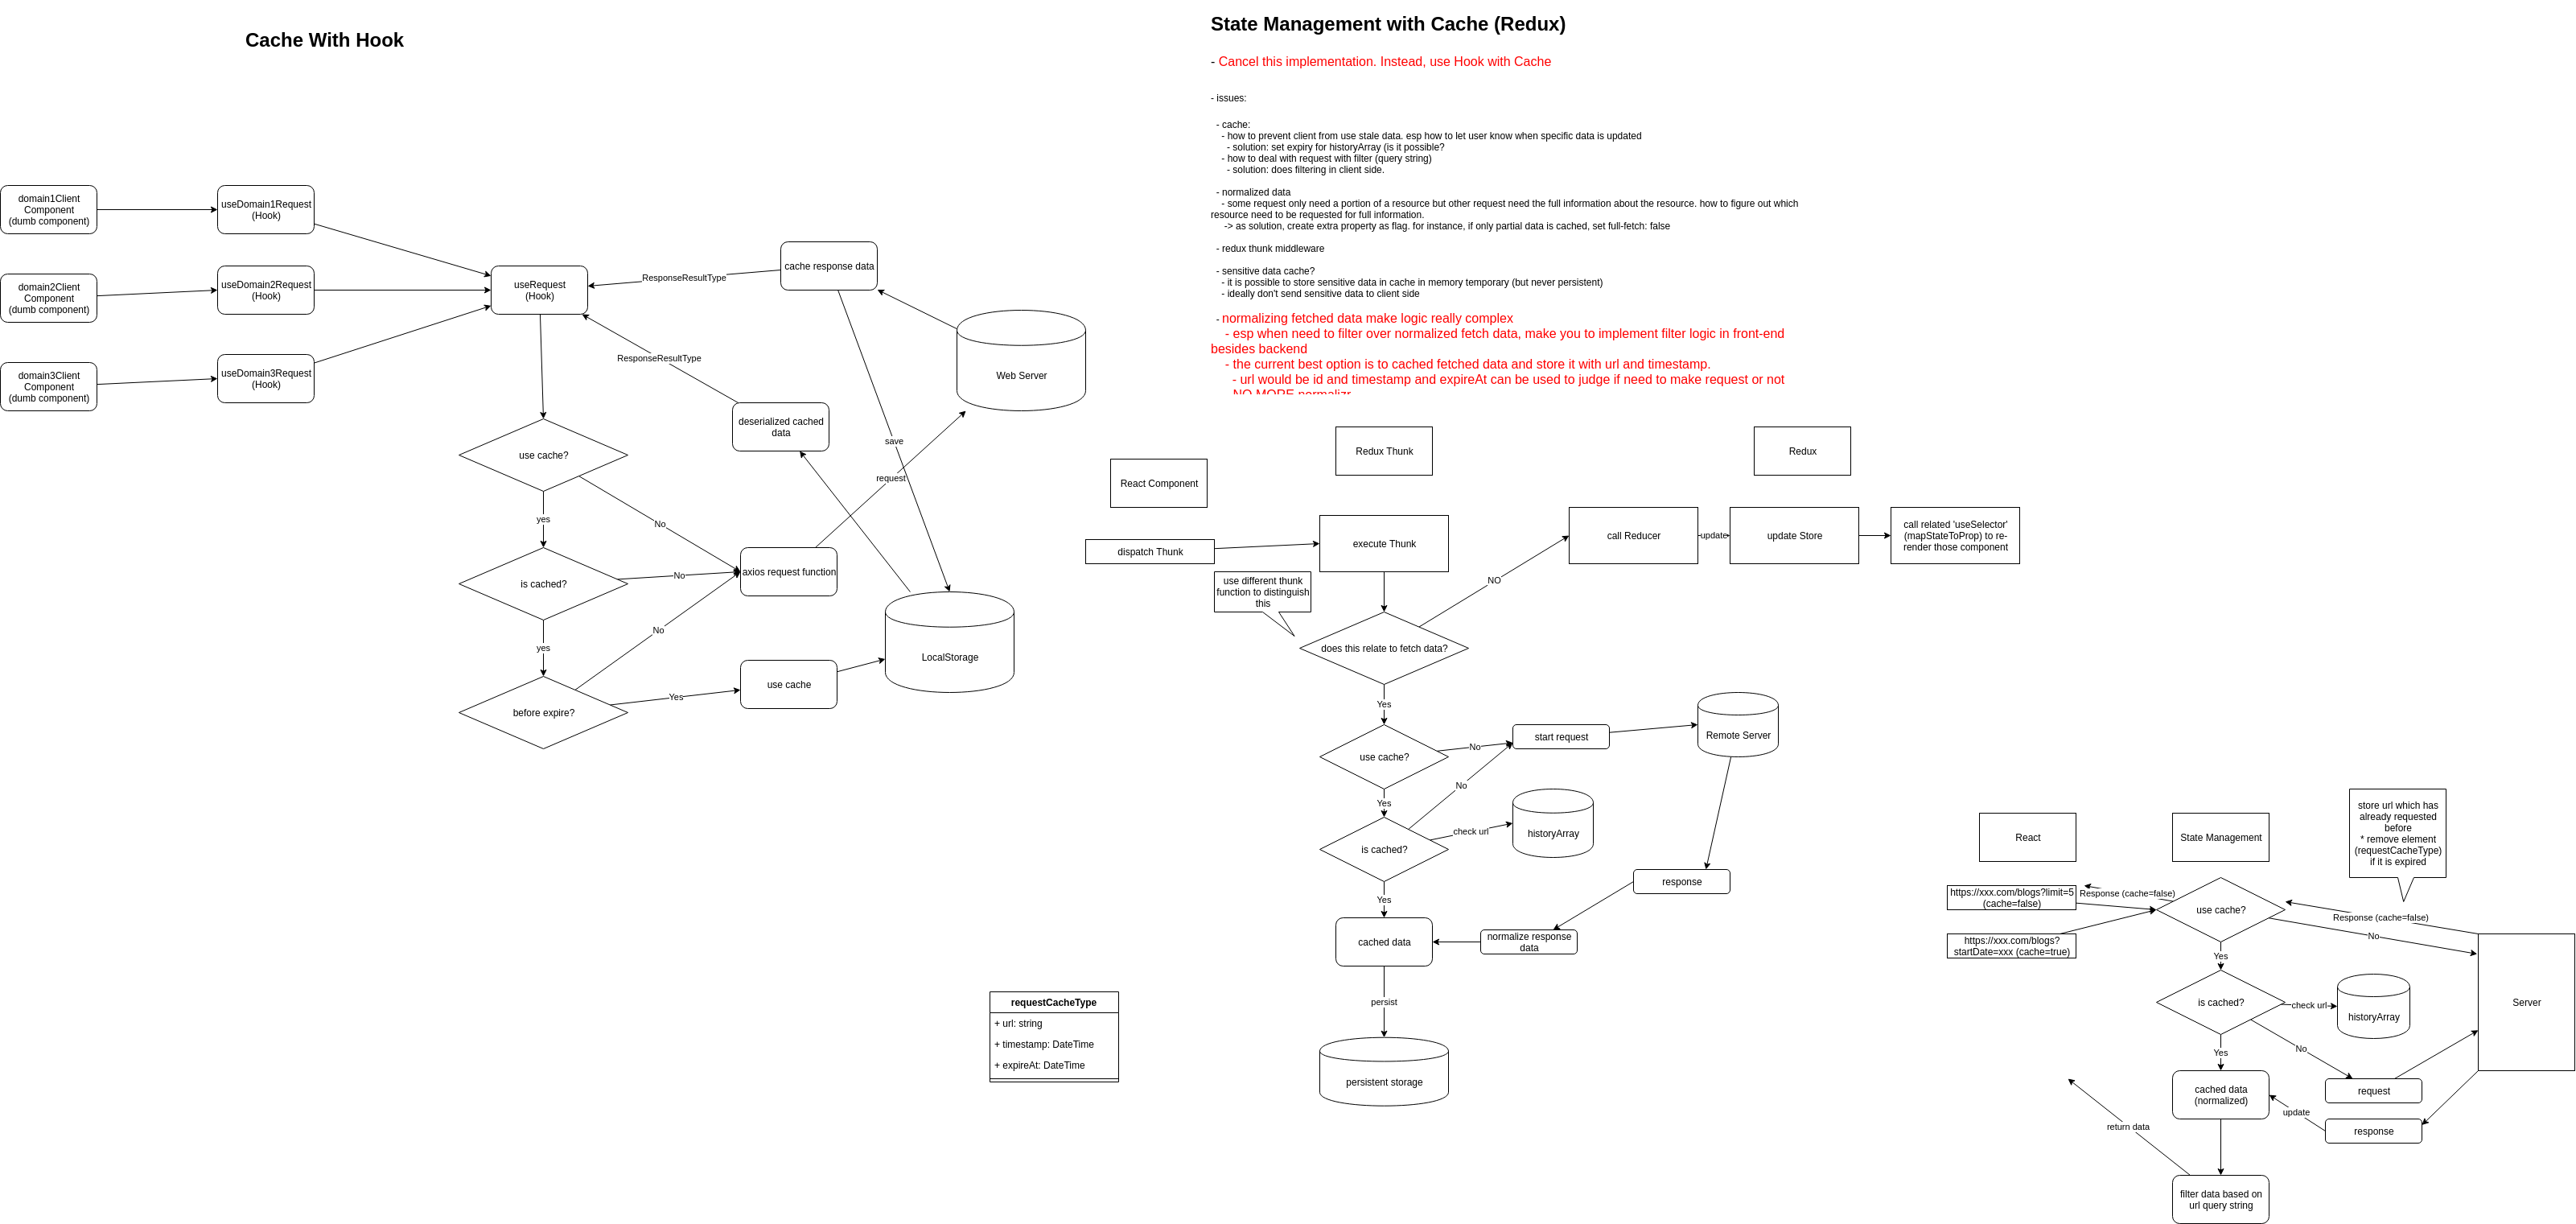 Cache With Hook
domain1Client
Component
(dumb component)
useDomain1Request
(Hook)
domain2Client
Component
(dumb component)
useDomain2Request
(Hook)
domain3Client
Component
(dumb component)
useDomain3Request
(Hook)
useRequest
(Hook)
ResponseResultType
cache response data
ResponseResultType
Web Server
deserialized cached
data
save
request
use cache?
yes
No
is cached?
No
axios request function
yes
No
before expire?
Yes
use cache
LocalStorage
State Management with Cache (Redux)
- Cancel this implementation. Instead, use Hook with Cache
- issues:
- cache:
- how to prevent client from use stale data. esp how to let user know when specific data is updated
- solution: set expiry for historyArray (is it possible?
- how to deal with request with filter (query string)
- solution: does filtering in client side.
- normalized data
- some request only need a portion of a resource but other request need the full information about the resource. how to figure out which
resource need to be requested for full information.
-> as solution, create extra property as flag. for instance, if only partial data is cached, set full-fetch: false
- redux thunk middleware
- sensitive data cache?
- it is possible to store sensitive data in cache in memory temporary (but never persistent)
- ideally don't send sensitive data to client side
- normalizing fetched data make logic really complex
- esp when need to filter over normalized fetch data, make you to implement filter logic in front-end
besides backend
- the current best option is to cached fetched data and store it with url and timestamp.
- url would be id and timestamp and expireAt can be used to judge if need to make request or not
NO MORE normalizr
React Component
Redux Thunk
Redux
dispatch Thunk
execute Thunk
call Reducer
update
update Store
call related 'useSelector'
(mapStateToProp) to re-
render those component
use different thunk
function to distinguish
this
NO
does this relate to fetch data?
Yes
use cache?
No
start request
Remote Server
Yes
No
is cached?
check url
historyArray
Yes
response
cached data
normalize response
data
persist
persistent storage
requestCacheType
+ url: string
+ timestamp: DateTime
+ expireAt: DateTime
React
State Management
store url which has
already requested
before
* remove element
(requestCacheType)
if it is expired
https://xxx.com/blogs?limit=5
(cache=false)
Response (cache=false)
use cache?
Response (cache=false)
No
https://xxx.com/blogs?
startDate=xxx (cache=true)
Yes
is cached?
check url
historyArray
Server
Yes
No
cached data
(normalized)
request
update
response
return data
filter data based on
url query string